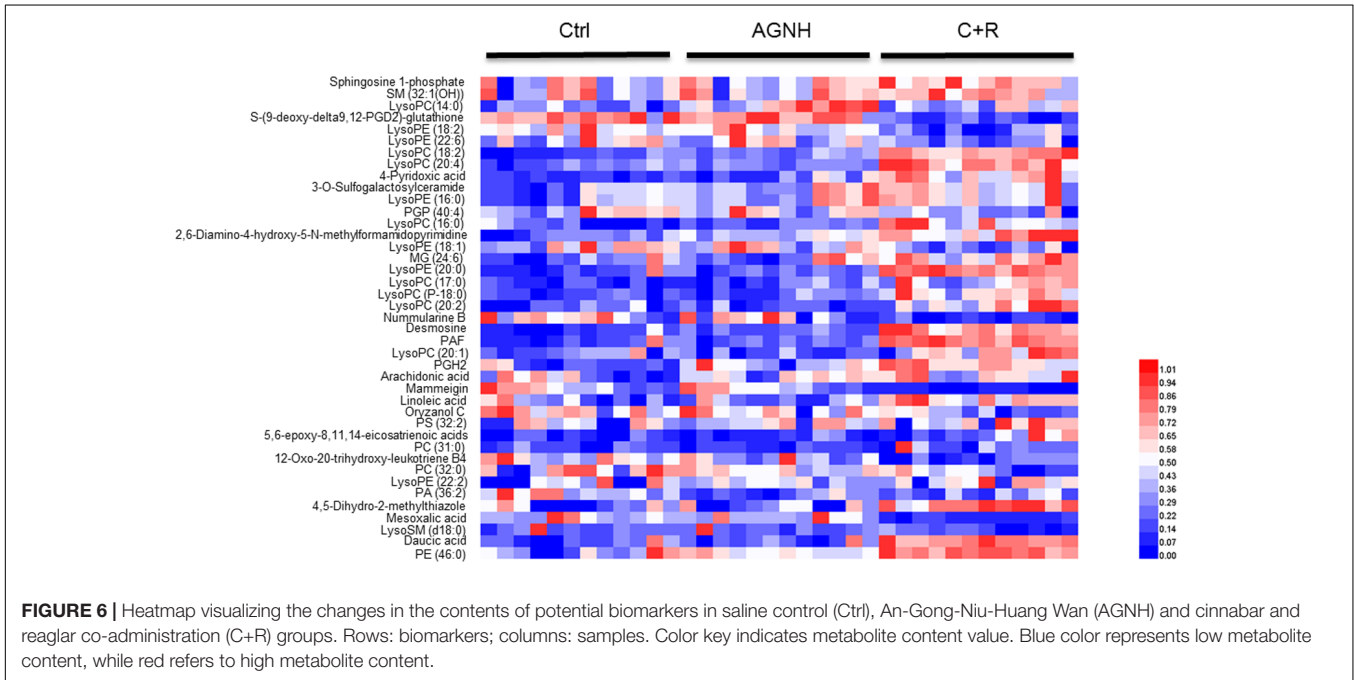 Ctrl AGNH C+R
Sphingosine 1-phosphate
SM (32:1(OH))
LysoPC(14:0)
S-(9-deoxy-delta9,12-PGD2)-glutathione
LysoPE (18:2)
LysoPE (22:6)
LysoPC (18:2)
LysoPC (20:4)
4-Pyridoxic acid
3-O-Sulfogalactosylceramide
LysoPE (16:0)
PGP (40:4)
LysoPC (16:0)
2,6-Diamino-4-hydroxy-5-N-methylformamidopyrimidine
LysoPE (18:1)
MG (24:6)
LysoPE (20:0)
LysoPC (17:0)
LysoPC (P-18:0)
LysoPC (20:2)
Nummularine B
Desmosine
PAF
LysoPC (20:1)
PGH2
Arachidonic acid
Mammeigin
Linoleic acid
Oryzanol C
PS (32:2)
5,6-epoxy-8,11,14-eicosatrienoic acids
PC (31:0)
12-Oxo-20-trihydroxy-leukotriene B4
PC (32:0)
LysoPE (22:2)
PA (36:2)
4,5-Dihydro-2-methylthiazole
Mesoxalic acid
LysoSM (d18:0)
Daucic acid
PE (46:0)
1.01
0.94
0.86
0.79
0.72
0.65
0.58
0.50
0.43
0.36
0.29
0.22
0.14
0.07
0.00
FIGURE 6 | Heatmap visualizing the changes in the contents of potential biomarkers in saline control (Ctrl), An-Gong-Niu-Huang Wan (AGNH) and cinnabar and
reaglar co-administration (C+R) groups. Rows: biomarkers; columns: samples. Color key indicates metabolite content value. Blue color represents low metabolite
content, while red refers to high metabolite content.